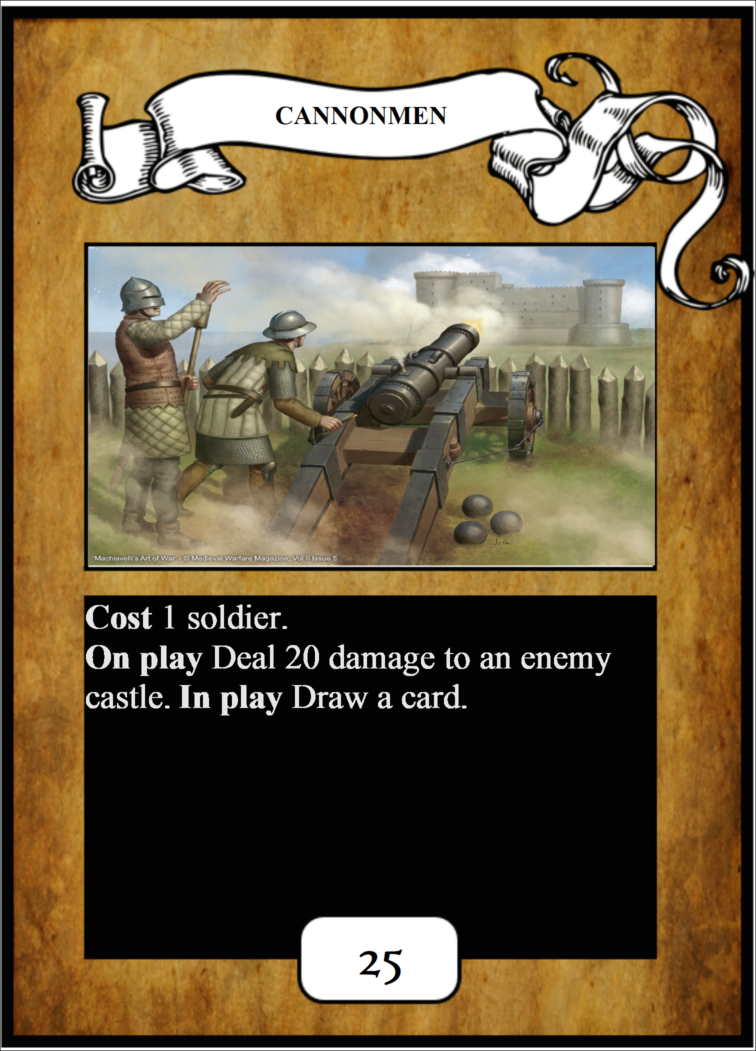 CANNONMEN
'Machiavelli's Art of War' - © Medieval Warfare Magazine, Vol II Issue 5
Cost 1 soldier.
On play Deal 20 damage to an enemy
castle. In play Draw a card.
25